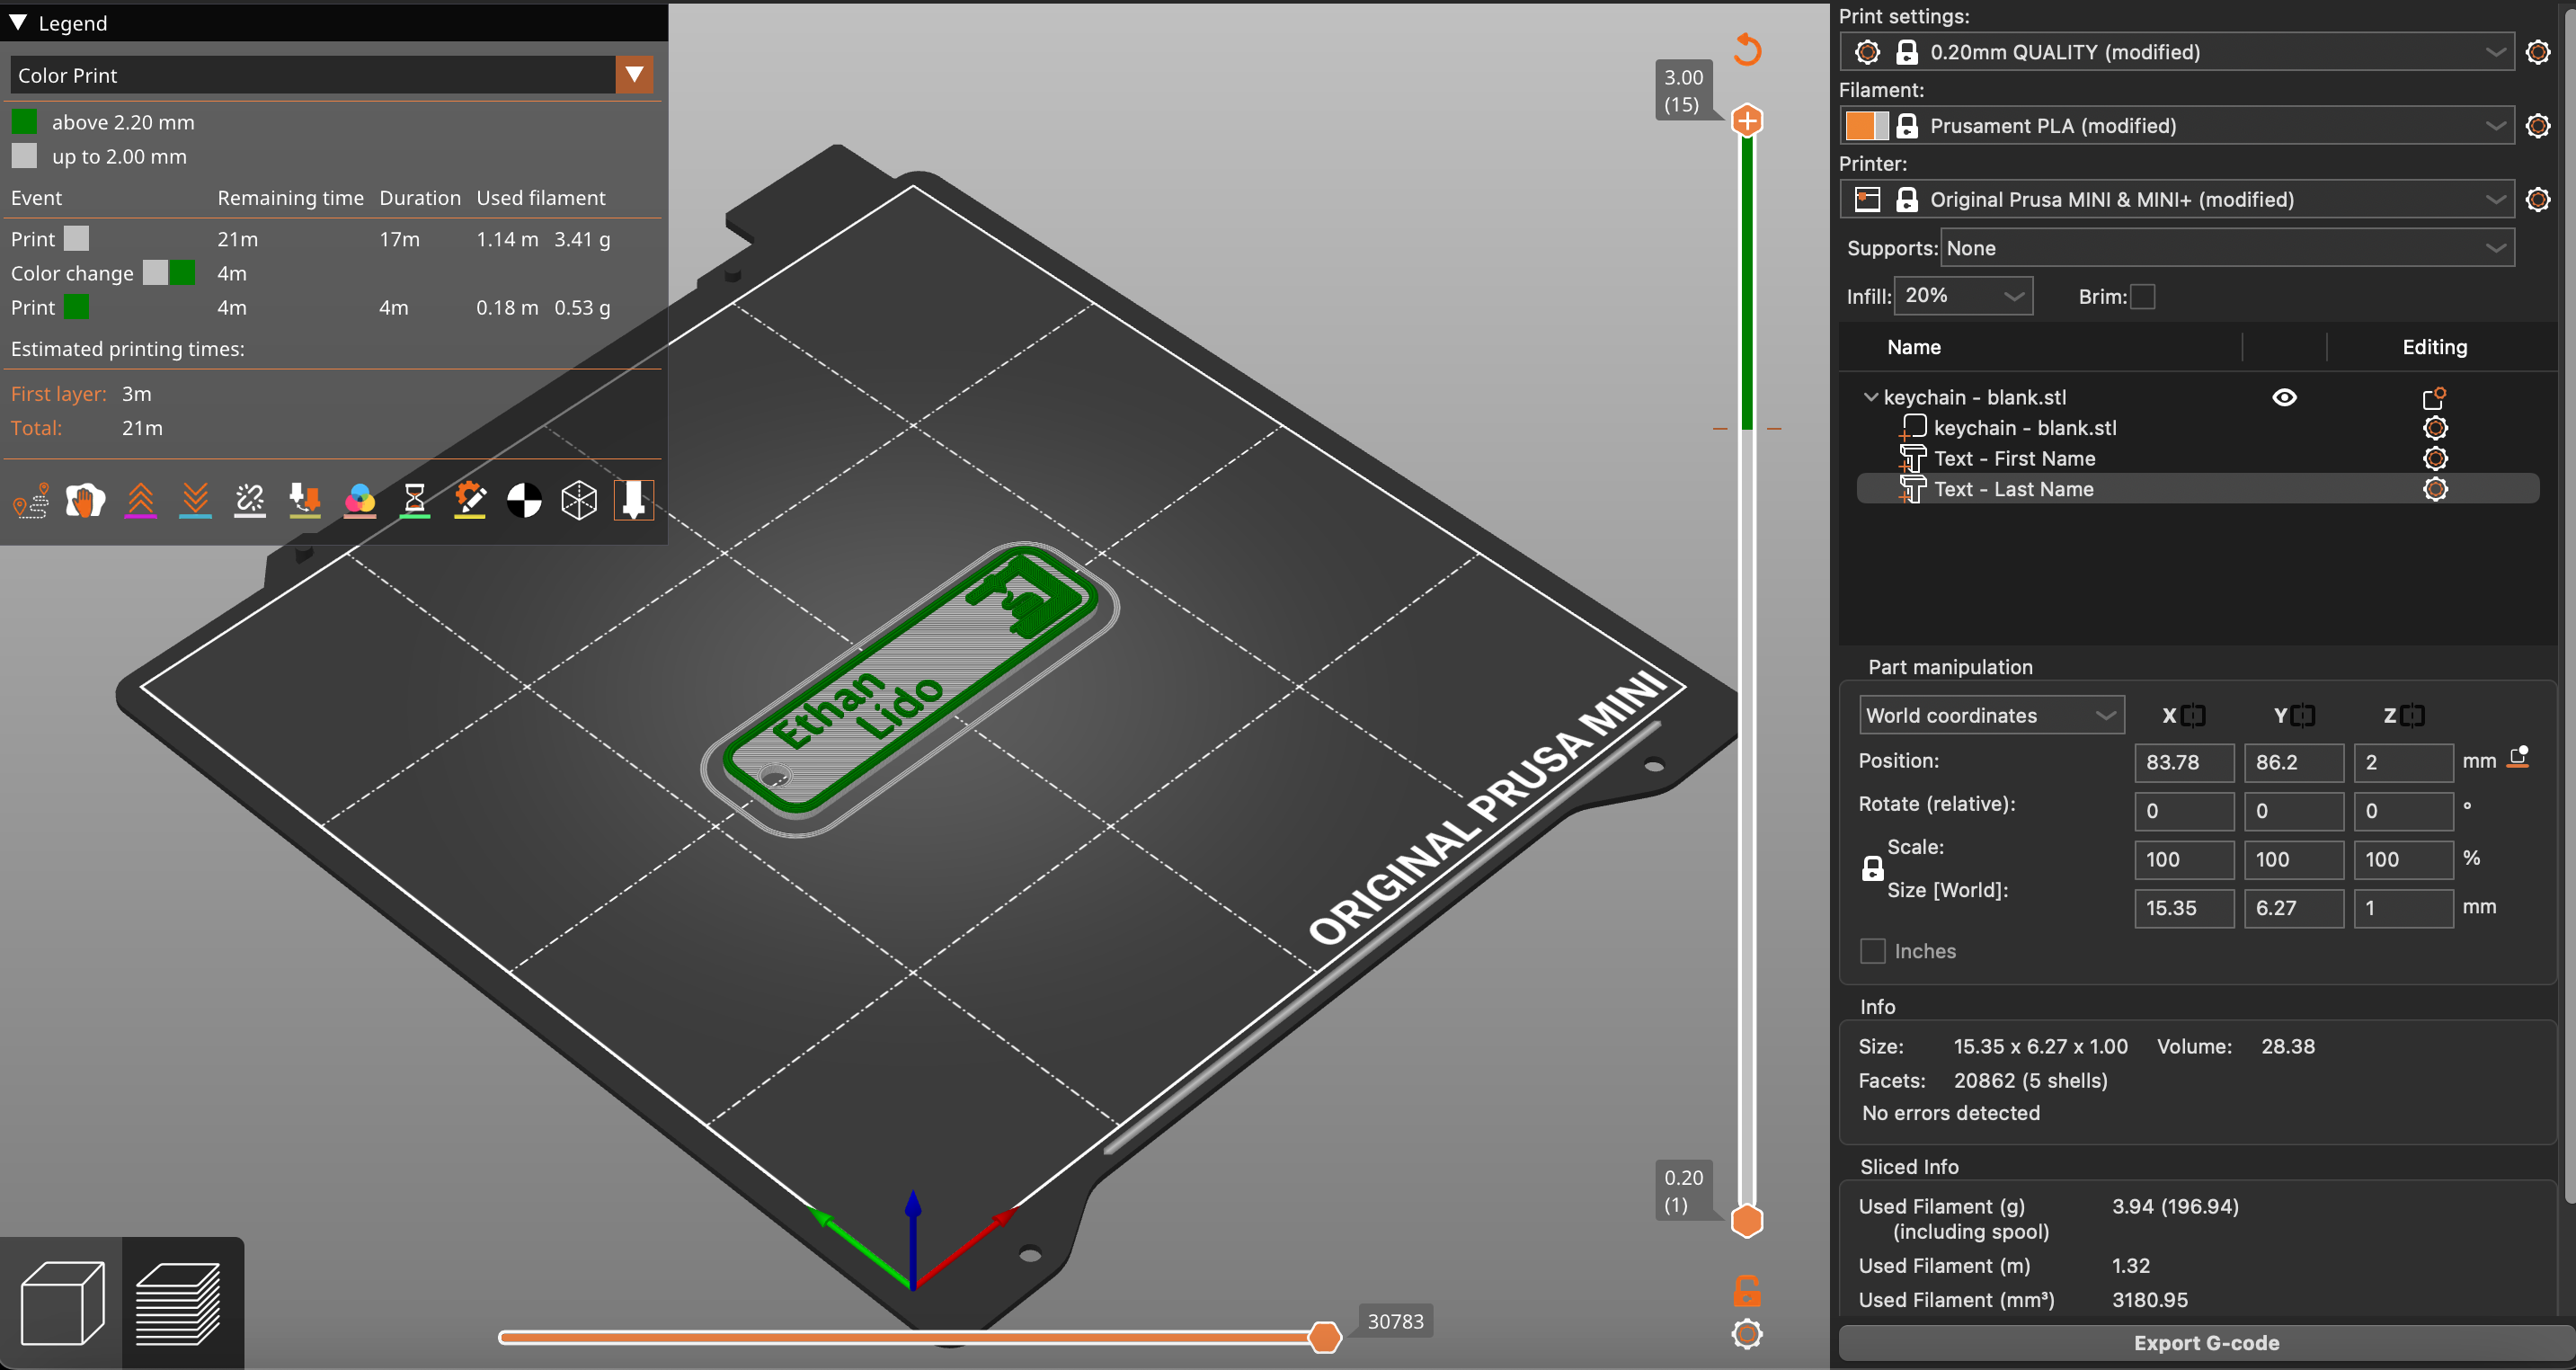 Legend
Color Print
above 2.20 mm
up to 2.00 mm
Event Remaining time Duration Used filament
Print 21m 17m 1.14 m 3.41 g
Color change 4m
Print 4m 4m 0.18 m 0.53 g
Estimated printing times:
First layer: 3m
Total: 21m
3.00
(15)
Ethan
Lido
ORIGINAL PRUSA MINI
0.20
(1)
30783
Print settings:
0.20mm QUALITY (modified)
Filament:
Prusament PLA (modified)
Printer:
Original Prusa MINI & MINI+ (modified)
Supports: None
Infill: 20% Brim:
Name Editing
keychain - blank.stl
keychain - blank.stl
Text - First Name
Text - Last Name
Part manipulation
World coordinates X Y Z
Position: 83.78 86.2 2 mm
Rotate (relative): 0 0 0 °
Scale: 100 100 100 %
Size [World]: 15.35 6.27 1 mm
Inches
Info
Size: 15.35 x 6.27 x 1.00 Volume: 28.38
Facets: 20862 (5 shells)
No errors detected
Sliced Info
Used Filament (g) 3.94 (196.94)
(including spool)
Used Filament (m) 1.32
Used Filament (mm³) 3180.95
Export G-code